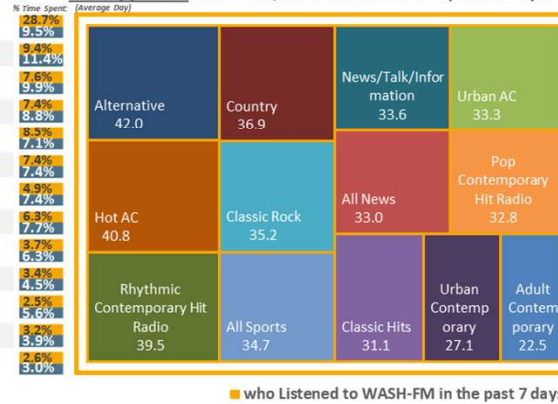 % Time Spent: (Average Day)
28.7%
9.5%
9.4%
11.4%
7.6%
9.9%
7.4%
8.8%
8.5%
7.1%
7.4%
7.4%
4.9%
7.4%
6.3%
7.7%
3.7%
6.3%
3.4%
4.5%
2.5%
5.6%
3.2%
3.9%
2.6%
3.0%
Alternative
42.0
Country
36.9
News/Talk/Infor
mation
33.6
Urban AC
33.3
Hot AC
40.8
Classic Rock
35.2
All News
33.0
Pop
Contemporary
Hit Radio
32.8
Rhythmic
Contemporary Hit
Radio
39.5
All Sports
34.7
Classic Hits
31.1
Urban
Contemp
orary
27.1
Adult
Contem
porary
22.5
who Listened to WASH-FM in the past 7 days